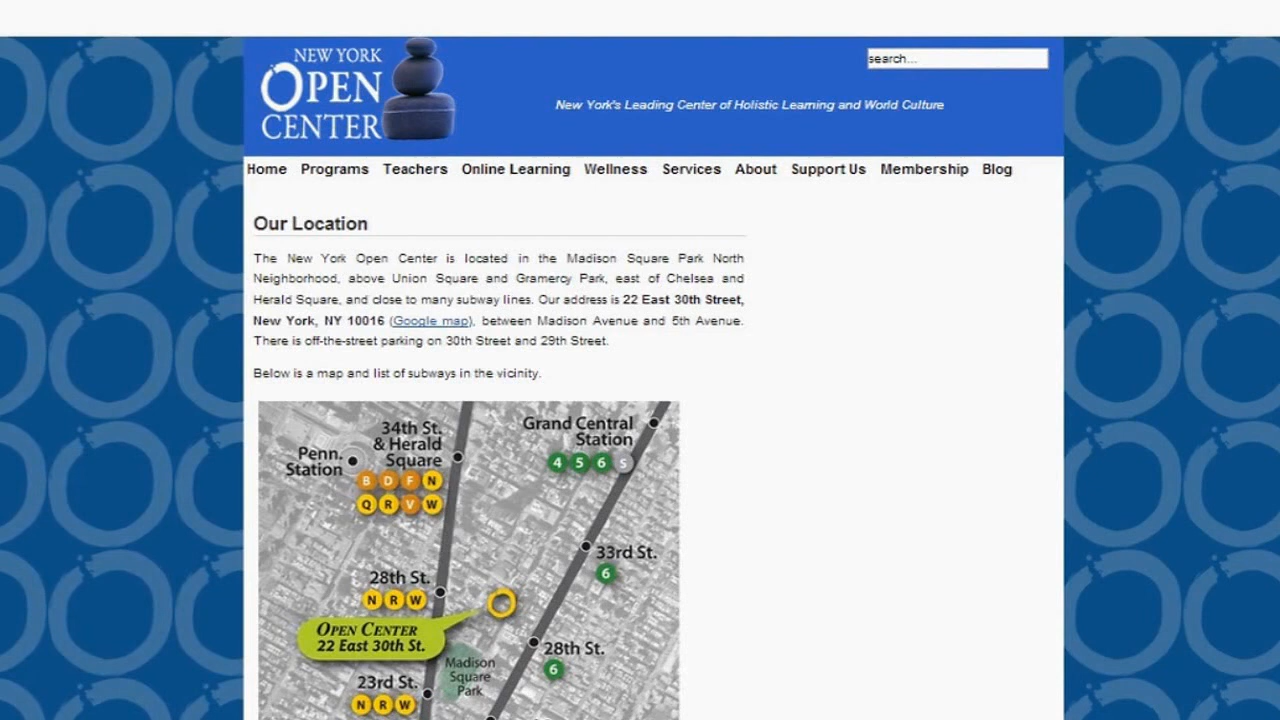 NEW YORK
OPEN
CENTER
search...
New York's Leading Center of Holistic Learning and World Culture
Home Programs Teachers Online Learning Wellness Services About Support Us Membership Blog
Our Location
The New York Open Center is located in the Madison Square Park North
Neighborhood, above Union Square and Gramercy Park, east of Chelsea and
Herald Square, and close to many subway lines. Our address is 22 East 30th Street,
New York, NY 10016 (Google map), between Madison Avenue and 5th Avenue.
There is off-the-street parking on 30th Street and 29th Street.
Below is a map and list of subways in the vicinity.
34th St.
& Herald
Square
B D F N
Q R V W
Penn.
Station
Grand Central
Station
4 5 6 S
33rd St.
6
28th St.
N R W
OPEN CENTER
22 East 30th St.
28th St.
6
Madison
Square
Park
23rd St.
N R W